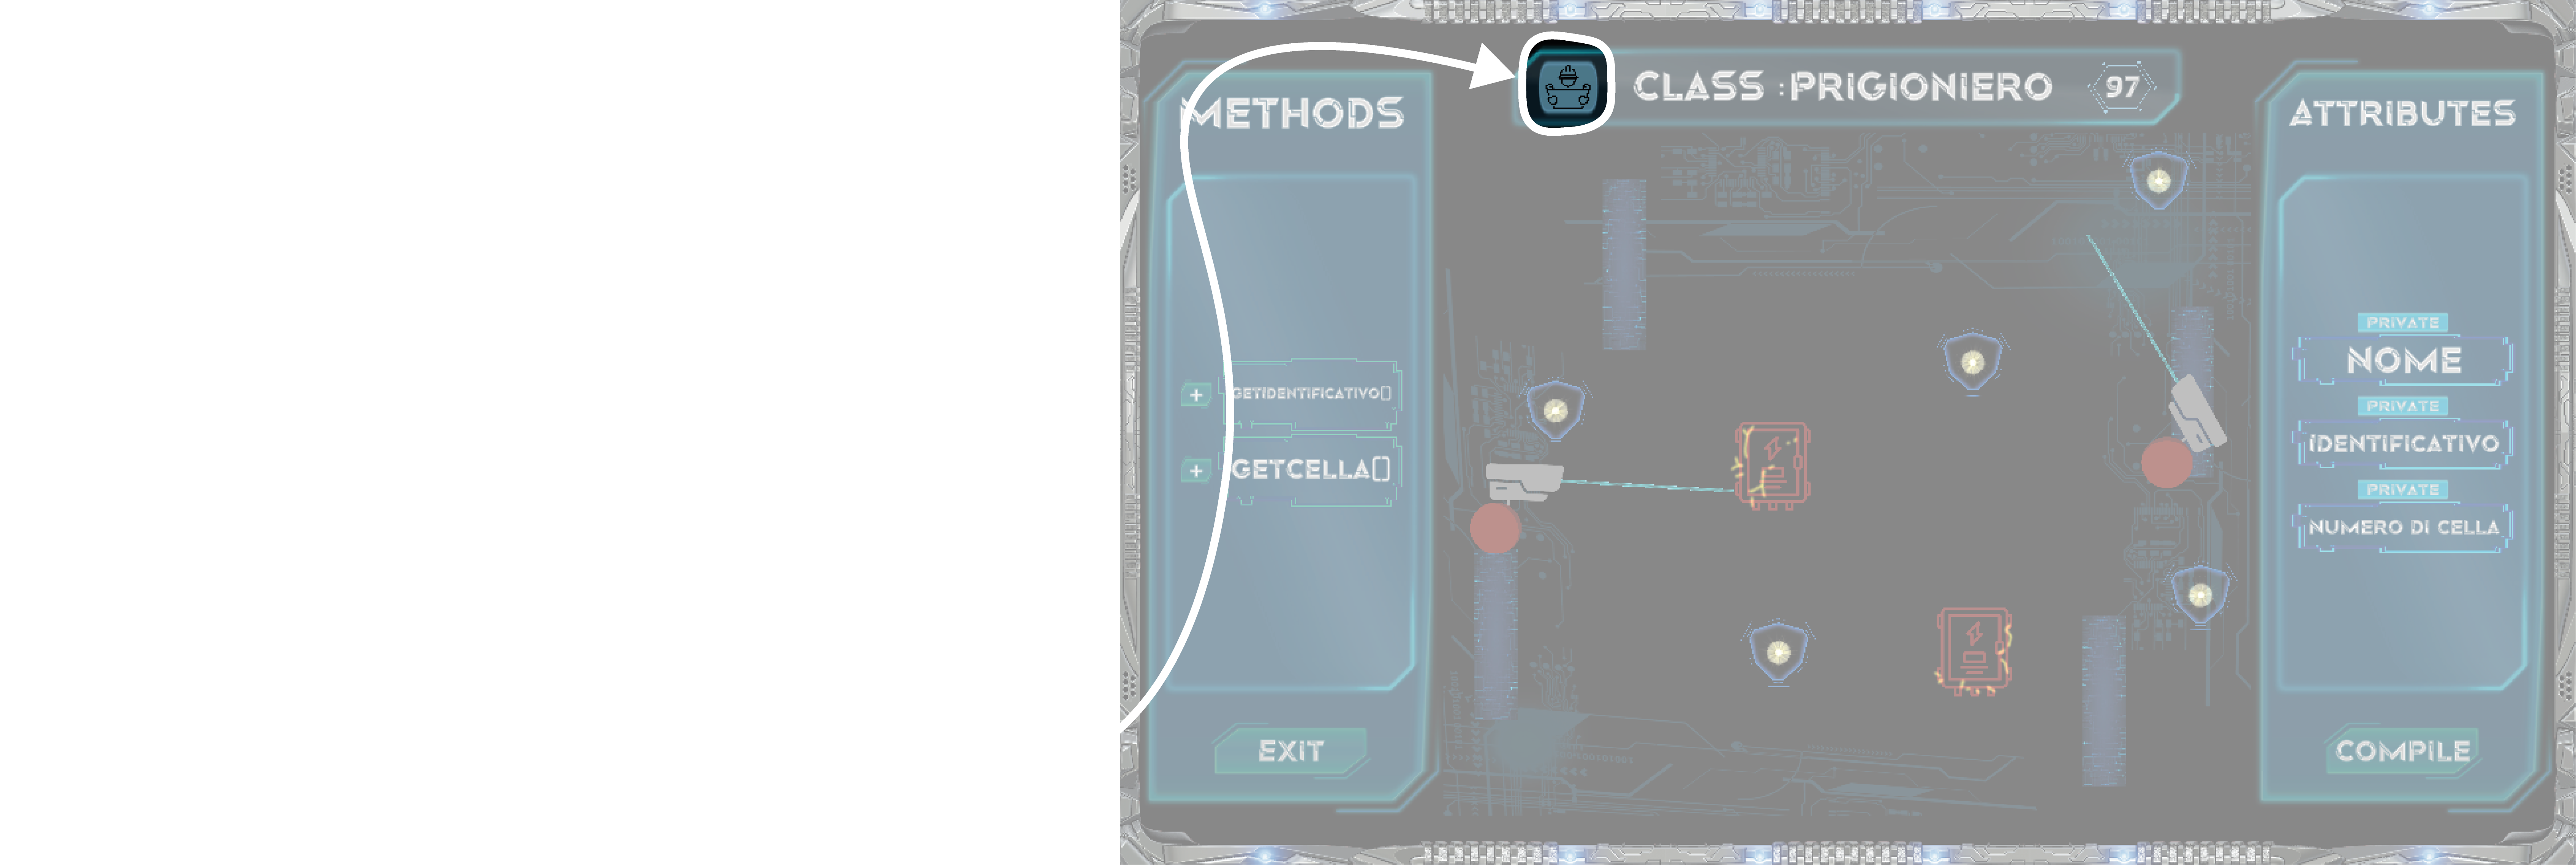 METHODS
+ GETIDENTIFICATIVO()
+ GETCELLA()
EXIT
CLASS :PRIGIONIERO
97
ATTRIBUTES
PRIVATE
NOME
PRIVATE
IDENTIFICATIVO
PRIVATE
NUMERO DI CELLA
COMPILE